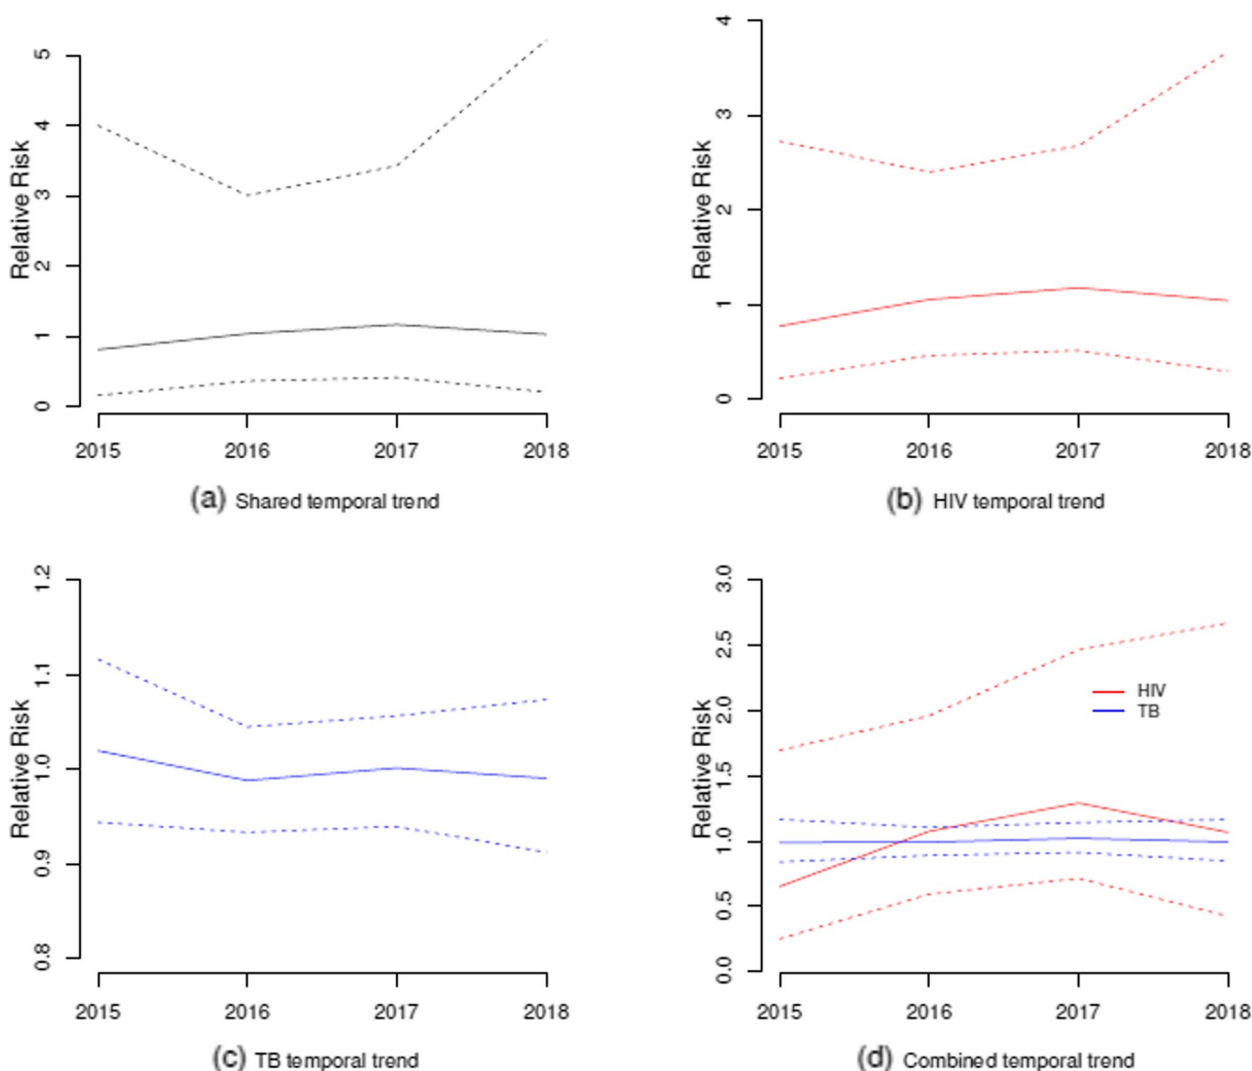 5
4
3
2
1
0
Relative Risk
2015 2016 2017 2018
(a) Shared temporal trend
4
3
2
1
0
Relative Risk
2015 2016 2017 2018
(b) HIV temporal trend
1.2
1.1
1.0
0.9
0.8
Relative Risk
2015 2016 2017 2018
(c) TB temporal trend
3.0
2.5
2.0
1.5
1.0
0.5
0.0
Relative Risk
HIV
TB
2015 2016 2017 2018
(d) Combined temporal trend